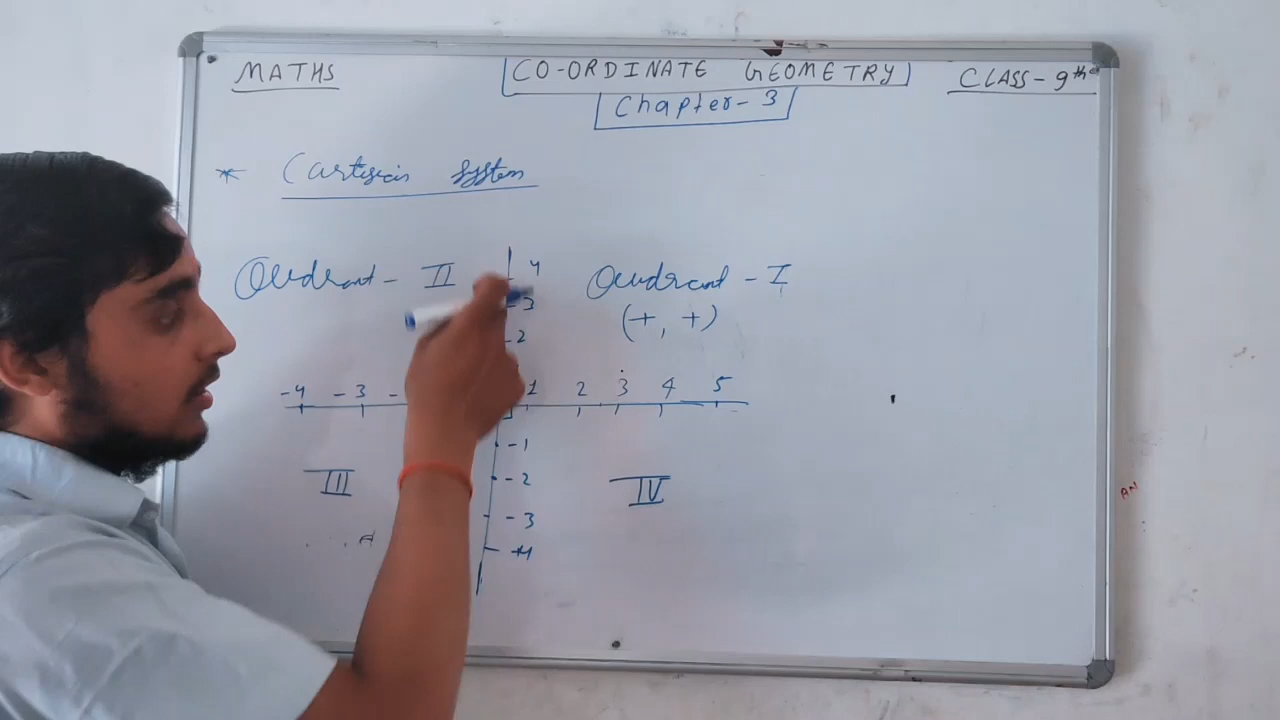 MATHS
CO-ORDINATE GEOMETRY
CLASS-9th
Chapter-3
* Cartesian system
Quadrant - II
Quadrant - I
(+, +)
4
-3
-2
-4 -3 - 1 2 3 4 5
-1
-2
-3
-4
III
IV
A
AN